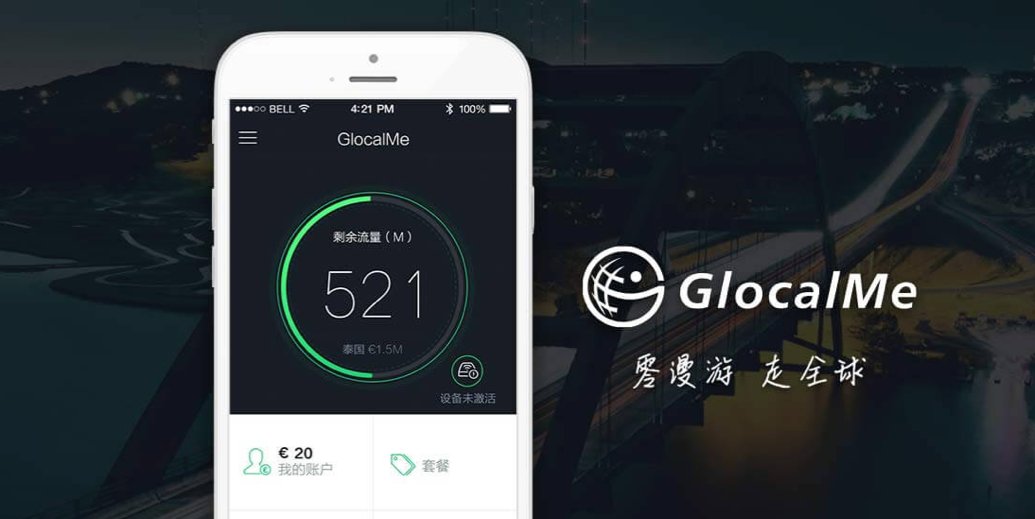 BELL 4:21 PM 100%
GlocalMe
剩余流量（M）
521
泰国 €1.5M
设备未激活
€ 20
我的账户
套餐
GlocalMe
零漫游 走全球